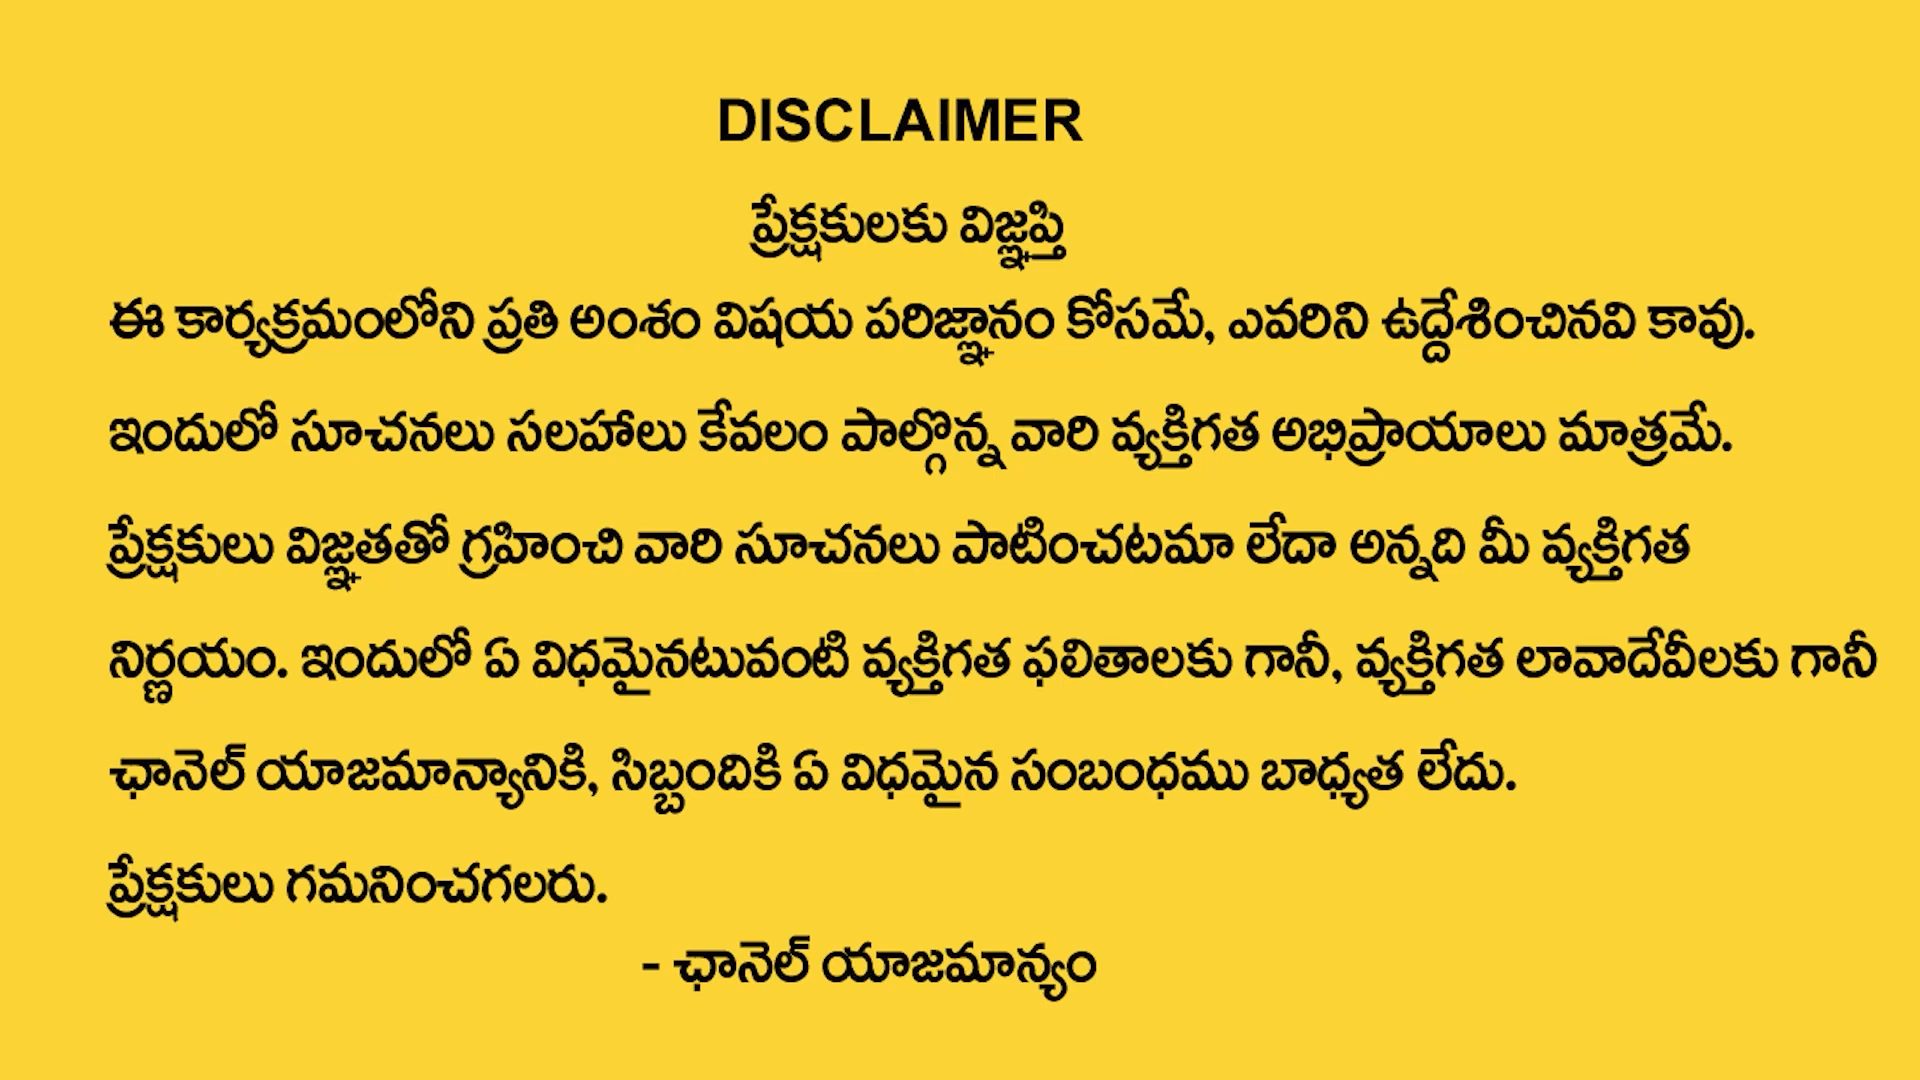 DISCLAIMER
ప్రేక్షకులకు విజ్ఞప్తి
ఈ కార్యక్రమంలోని ప్రతి అంశం విషయ పరిజ్ఞానం కోసమే, ఎవరిని ఉద్దేశించినవి కావు.
ఇందులో సూచనలు సలహాలు కేవలం పాల్గొన్న వారి వ్యక్తిగత అభిప్రాయాలు మాత్రమే.
ప్రేక్షకులు విజ్ఞతతో గ్రహించి వారి సూచనలు పాటించటమా లేదా అన్నది మీ వ్యక్తిగత
నిర్ణయం. ఇందులో ఏ విధమైనటువంటి వ్యక్తిగత ఫలితాలకు గానీ, వ్యక్తిగత లావాదేవీలకు గానీ
ఛానెల్ యాజమాన్యానికి, సిబ్బందికి ఏ విధమైన సంబంధము బాధ్యత లేదు.
ప్రేక్షకులు గమనించగలరు.
- ఛానెల్ యాజమాన్యం